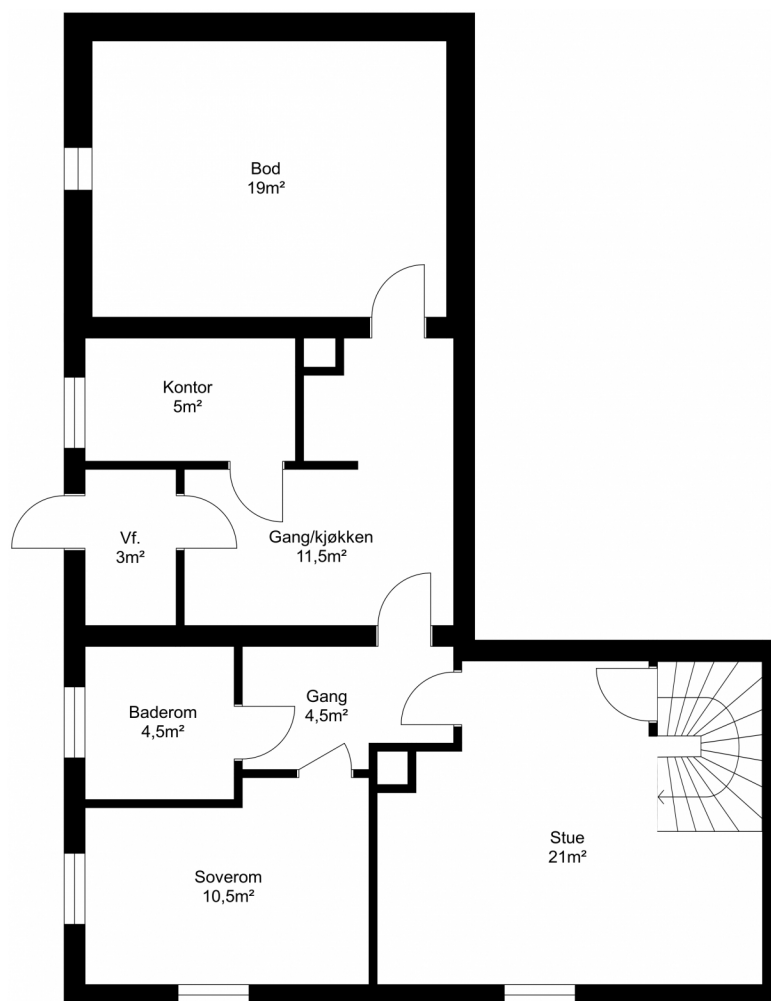 Bod
19m²
Kontor
5m²
Vf.
3m²
Gang/kjøkken
11,5m²
Baderom
4,5m²
Gang
4,5m²
Stue
21m²
Soverom
10,5m²